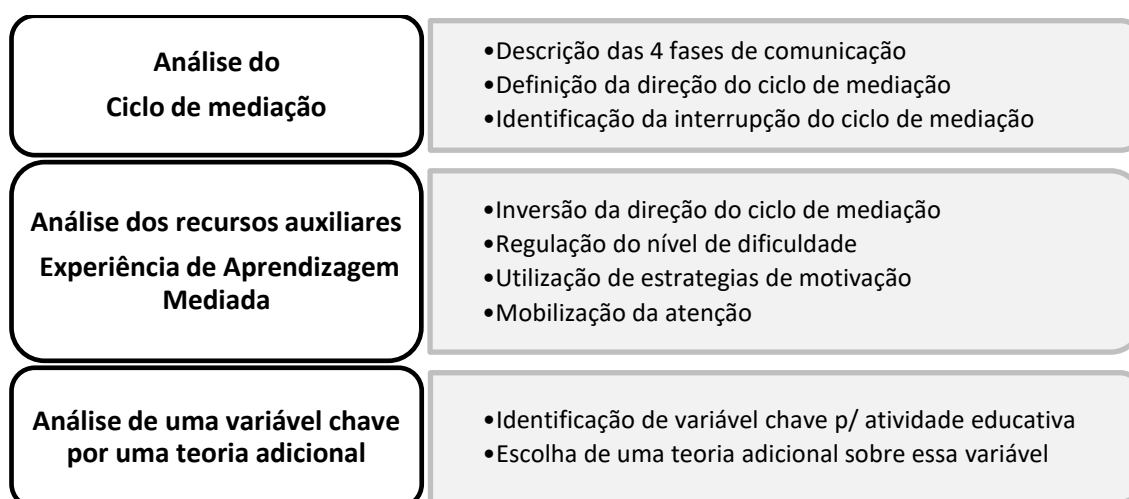 Análise do
Ciclo de mediação
•Descrição das 4 fases de comunicação
•Definição da direção do ciclo de mediação
•Identificação da interrupção do ciclo de mediação
Análise dos recursos auxiliares
Experiência de Aprendizagem
Mediada
•Inversão da direção do ciclo de mediação
•Regulação do nível de dificuldade
•Utilização de estrategias de motivação
•Mobilização da atenção
Análise de uma variável chave
por uma teoria adicional
•Identificação de variável chave p/ atividade educativa
•Escolha de uma teoria adicional sobre essa variável